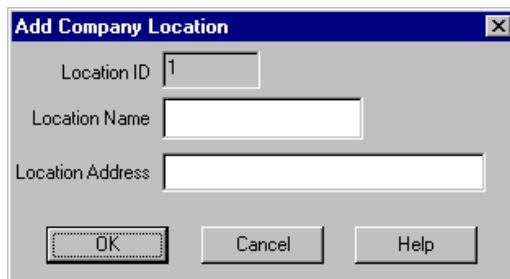 Add Company Location
Location ID 1
Location Name
Location Address
OK Cancel Help